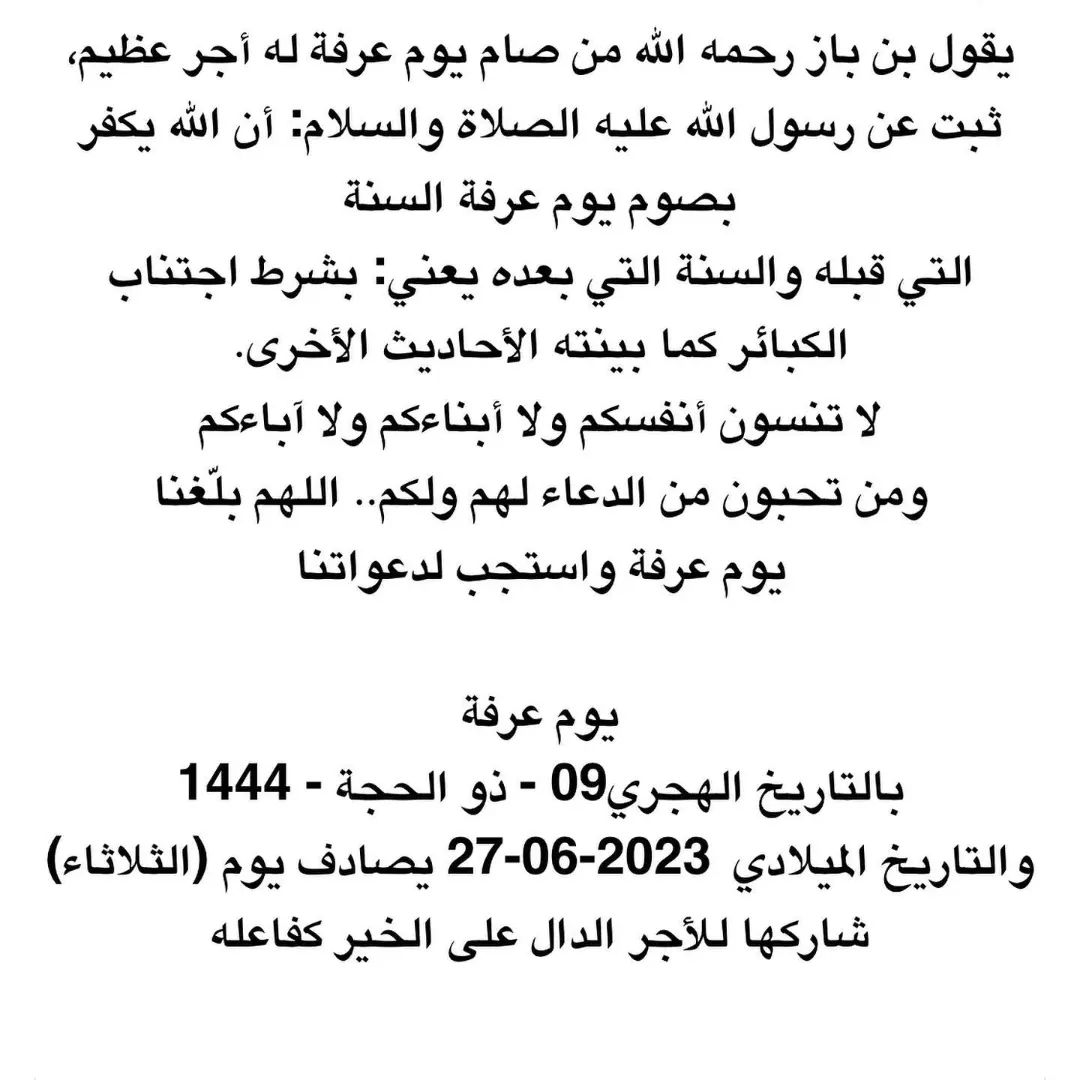 يقول بن باز رحمه الله من صام يوم عرفة له أجر عظيم،
ثبت عن رسول الله عليه الصلاة والسلام: أن الله يكفر
بصوم يوم عرفة السنة
التي قبله والسنة التي بعده يعني: بشرط اجتناب
الكبائر كما بينته الأحاديث الأخرى.
لا تنسون أنفسكم ولا أبناءكم ولا آباءكم
ومن تحبون من الدعاء لهم ولكم.. اللهم بلّغنا
يوم عرفة واستجب لدعواتنا
يوم عرفة
بالتاريخ الهجري09 - ذو الحجة - 1444
والتاريخ الميلادي 2023-06-27 يصادف يوم (الثلاثاء)
شاركها للأجر الدال على الخير كفاعله